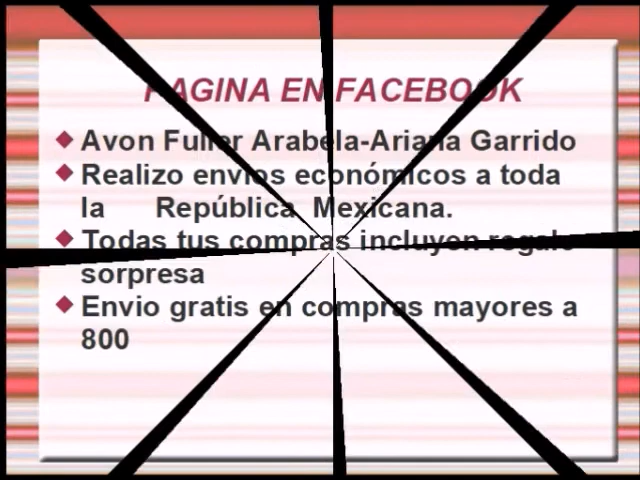 PAGINA EN FACEBOOK
Avon Fuller Arabela-Ariana Garrido
Realizo envios económicos a toda
la República Mexicana.
Todas tus compras incluyen regalo
sorpresa
Envio gratis en compras mayores a
800